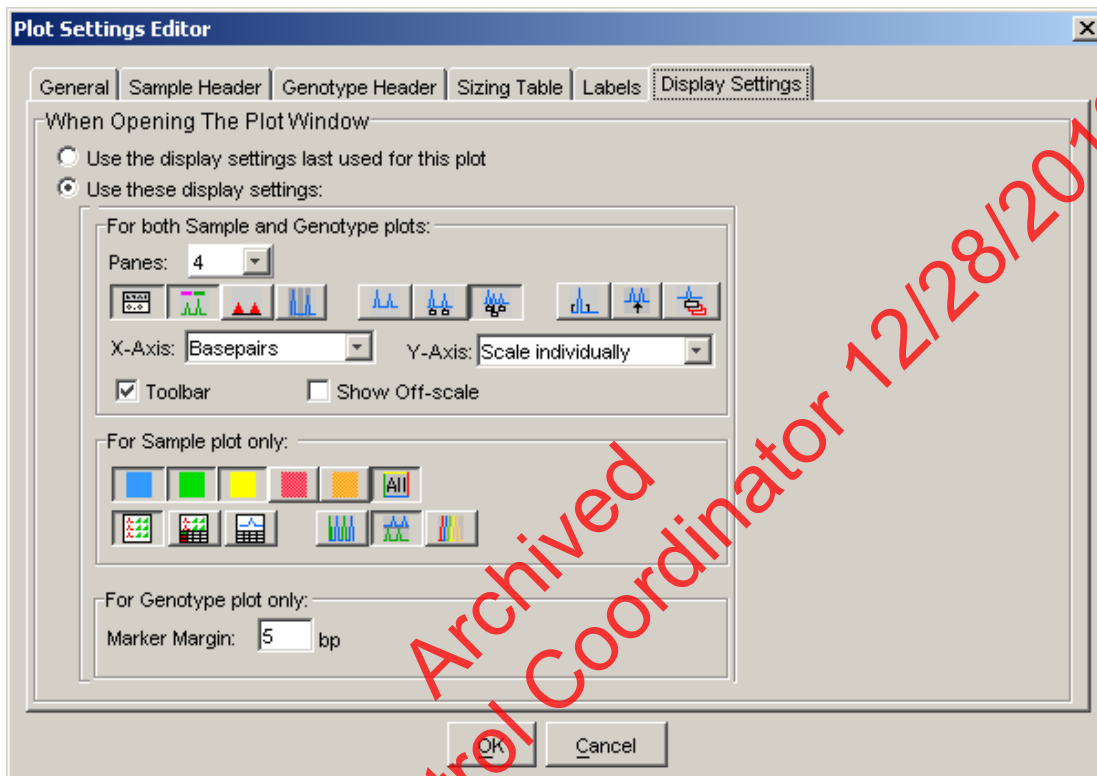 Plot Settings Editor
General Sample Header Genotype Header Sizing Table Labels Display Settings
When Opening The Plot Window
Use the display settings last used for this plot
Use these display settings:
For both Sample and Genotype plots:
Panes: 4
X-Axis: Basepairs Y-Axis: Scale individually
Toolbar Show Off-scale
For Sample plot only:
All
For Genotype plot only:
Marker Margin: 5 bp
OK Cancel
Archived
Coordinator 12/28/201